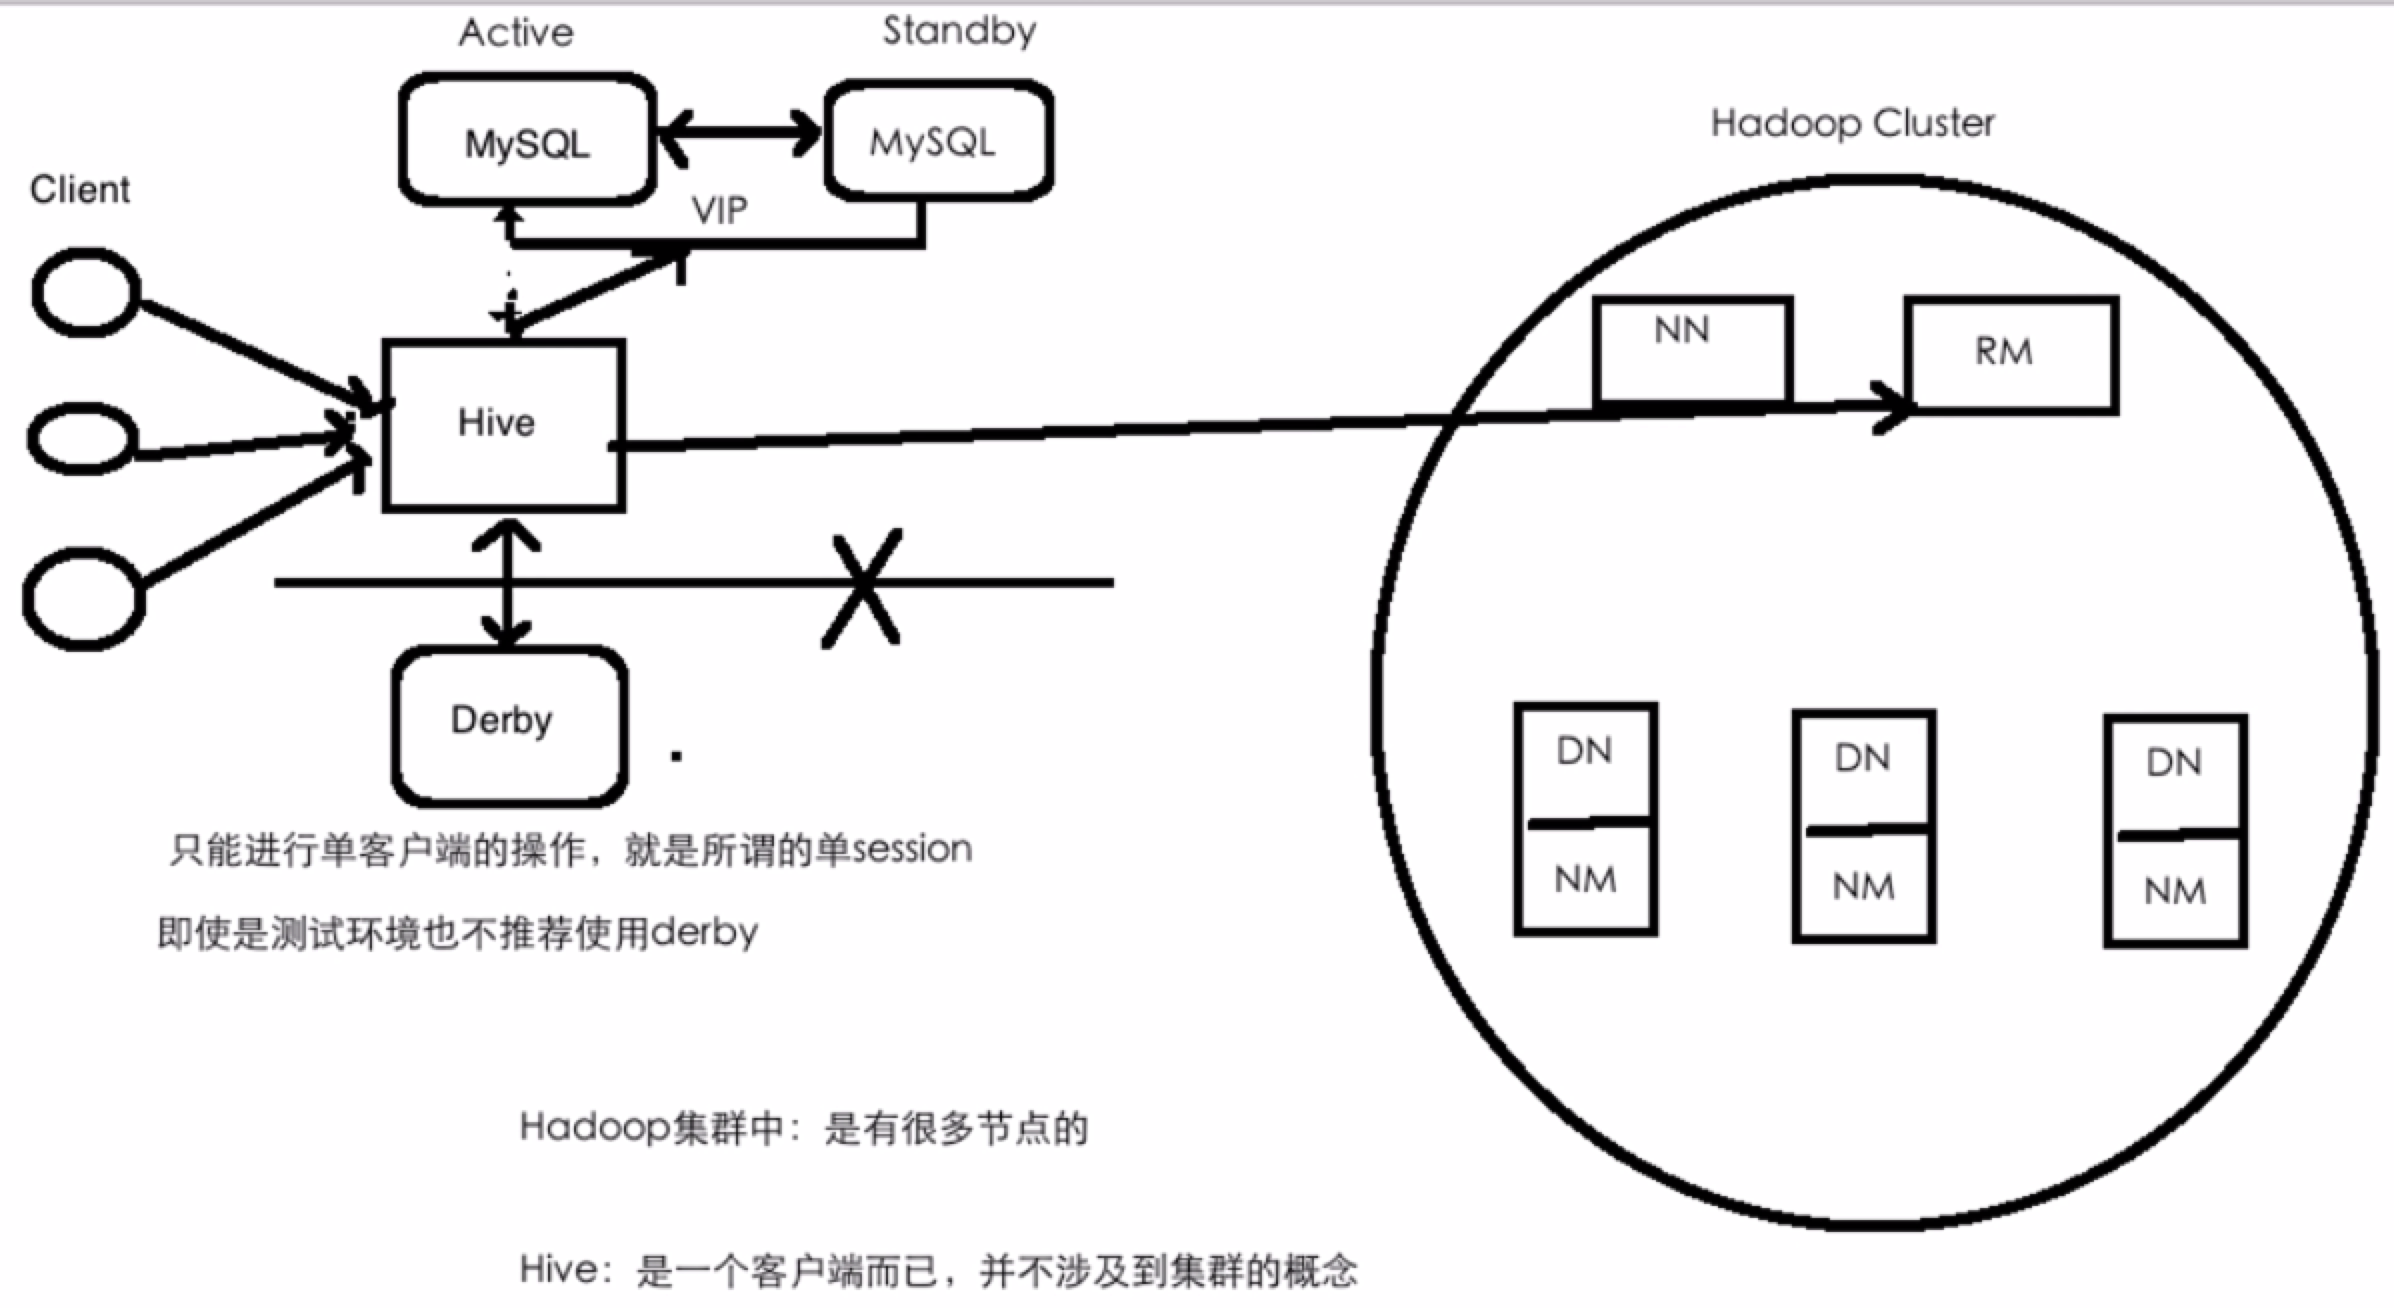 Active
Standby
MySQL
MySQL
VIP
Client
Hive
Derby
只能进行单客户端的操作，就是所谓的单session
即使是测试环境也不推荐使用derby
Hadoop Cluster
NN
RM
DN
NM
DN
NM
DN
NM
Hadoop集群中：是有很多节点的
Hive：是一个客户端而已，并不涉及到集群的概念